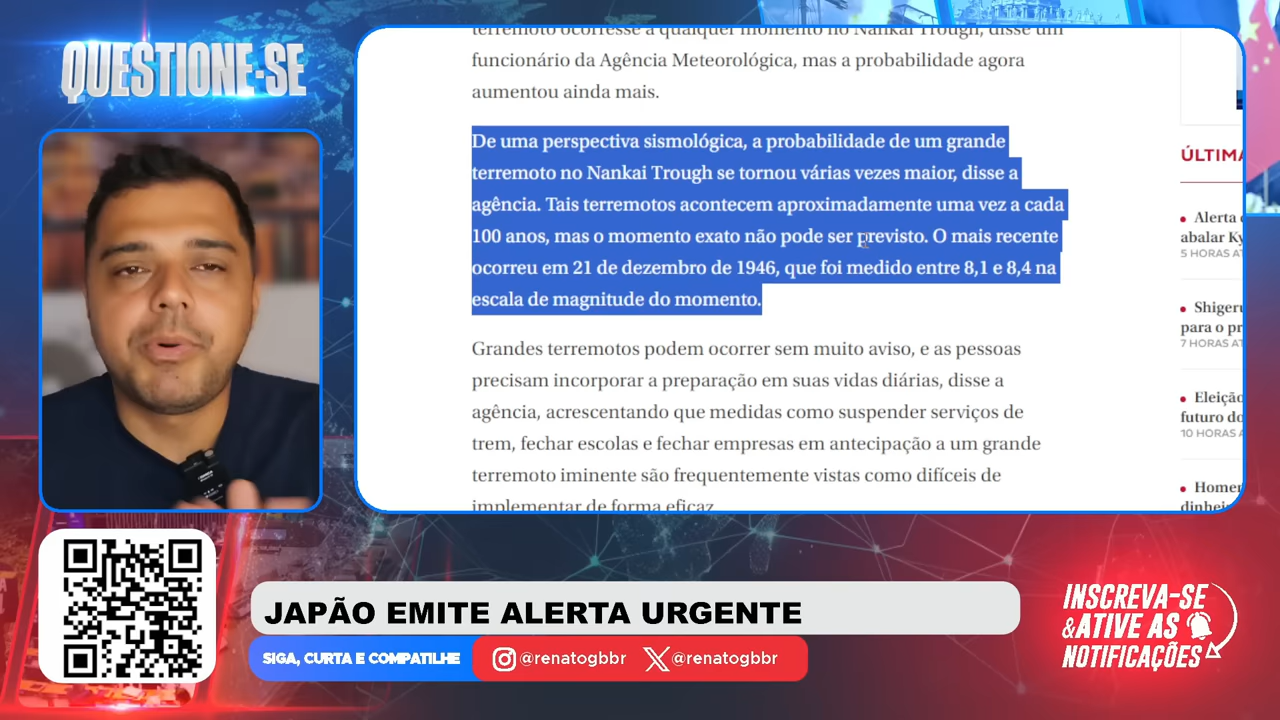 QUESTIONE-SE
terremoto ocorresse a qualquer momento no Nankai Trough, disse um
funcionário da Agência Meteorológica, mas a probabilidade agora
aumentou ainda mais.
De uma perspectiva sismológica, a probabilidade de um grande
terremoto no Nankai Trough se tornou várias vezes maior, disse a
agência. Tais terremotos acontecem aproximadamente uma vez a cada
100 anos, mas o momento exato não pode ser previsto. O mais recente
ocorreu em 21 de dezembro de 1946, que foi medido entre 8,1 e 8,4 na
escala de magnitude do momento.
Grandes terremotos podem ocorrer sem muito aviso, e as pessoas
precisam incorporar a preparação em suas vidas diárias, disse a
agência, acrescentando que medidas como suspender serviços de
trem, fechar escolas e fechar empresas em antecipação a um grande
terremoto iminente são frequentemente vistas como difíceis de
implementar de forma eficaz
ÚLTIMA
Alerta
abalar Ky
5 HORAS A
Shigeru
para o pr
7 HORAS AT
Eleição
futuro do
10 HORAS A
Homen
dinhei
JAPÃO EMITE ALERTA URGENTE
SIGA, CURTA E COMPATILHE
@renatogbbr
@renatogbbr
INSCREVA-SE
&ATIVE AS
NOTIFICAÇÕES